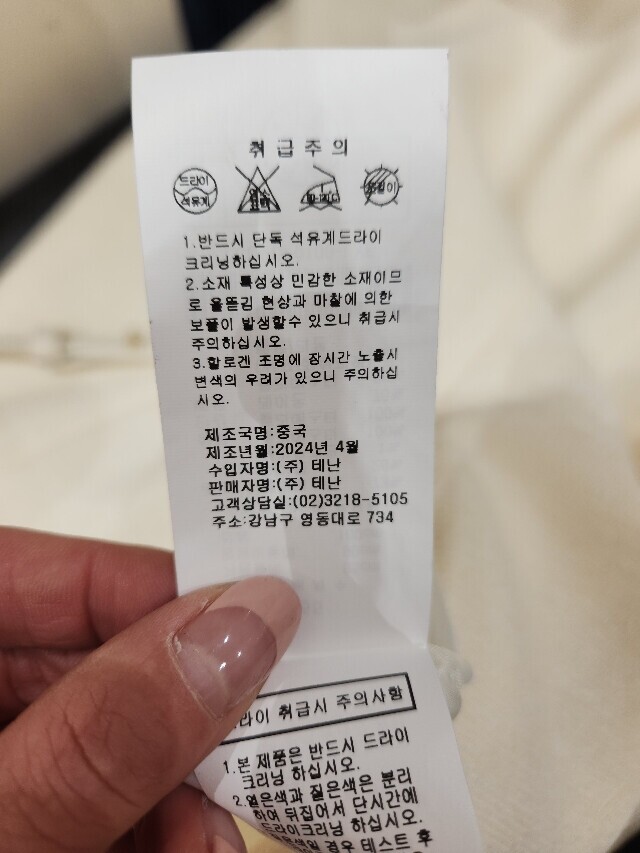 취급주의
드라이
석유계
염소
표백
1.반드시 단독 석유계드라이
크리닝하십시오.
2.소재 특성상 민감한 소재이므
로 올뜯김 현상과 마찰에 의한
보풀이 발생할수 있으니 취급시
주의하십시오.
3.할로겐 조명에 잠시간 노출시
변색의 우려가 있으니 주의하십
시오.
제조국명:중국
제조년월:2024년 4월
수입자명:(주) 테난
판매자명:(주) 테난
고객상담실:(02)3218-5105
주소:강남구 영동대로 734
취급시 주의사항
1.본 제품은 반드시 드라이
크리닝 하십시오.
2.옅은색과 짙은색은 분리
하여 뒤집어서 단시간에
드라이크리닝 하십시오.
경우 테스트 후